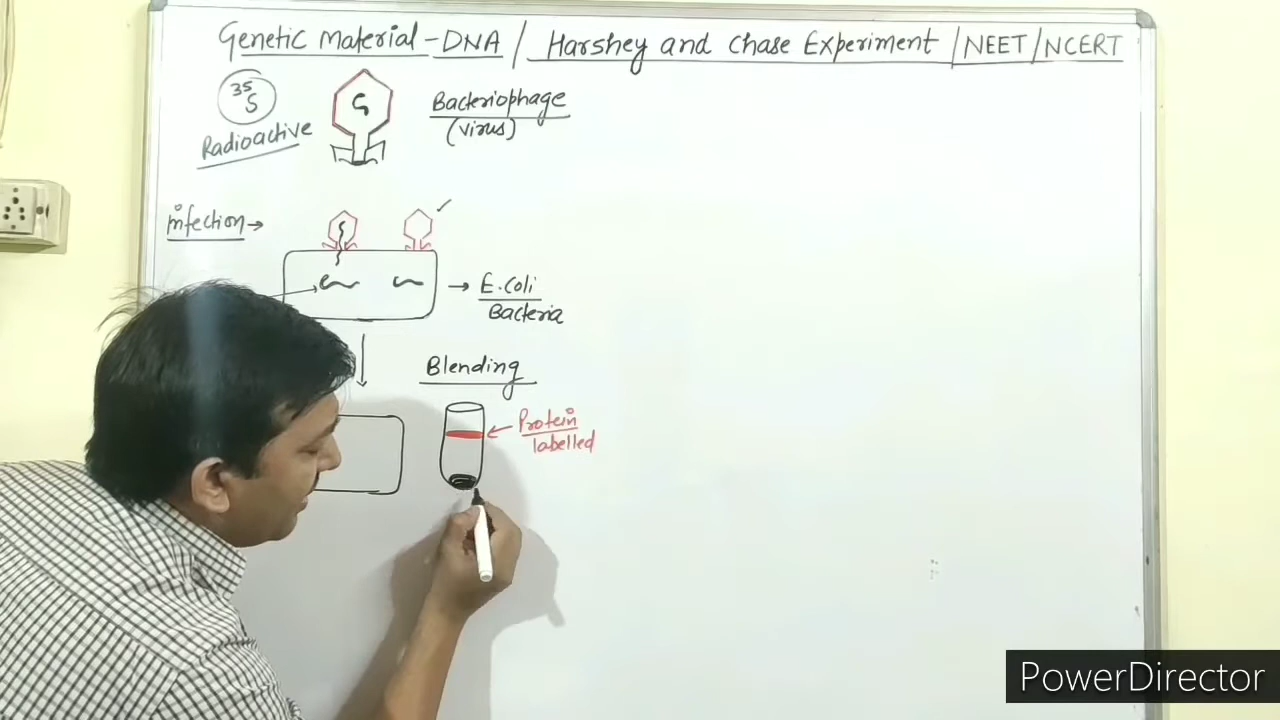 Genetic Material - DNA / Harshey and Chase Experiment / NEET / NCERT
35
S
Radioactive
Bacteriophage
(virus)
infection →
→ E.Coli
Bacteria
Blending
Protein
labelled
PowerDirector